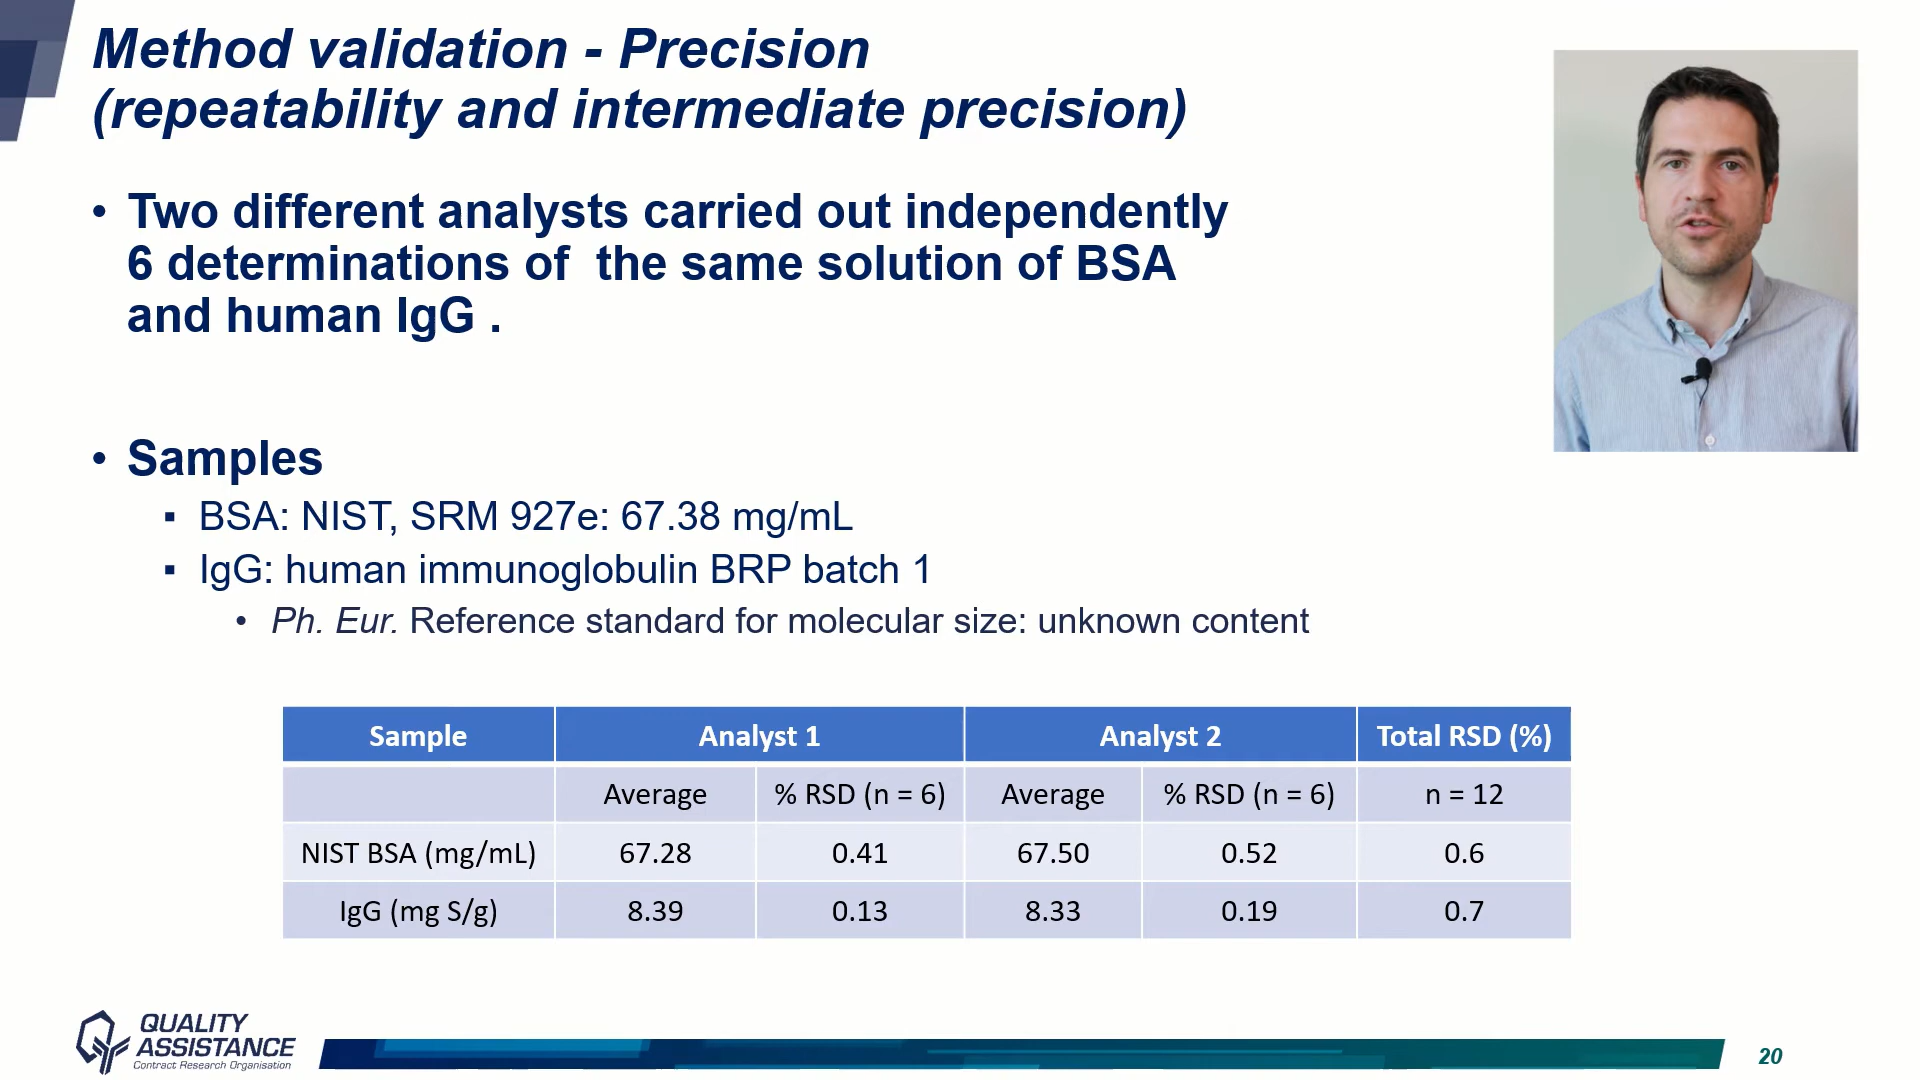 Method validation - Precision
(repeatability and intermediate precision)
• Two different analysts carried out independently
6 determinations of  the same solution of BSA
and human IgG .
• Samples
▪ BSA: NIST, SRM 927e: 67.38 mg/mL
▪ IgG: human immunoglobulin BRP batch 1
• Ph. Eur. Reference standard for molecular size: unknown content
Sample Analyst 1 Analyst 2 Total RSD (%)
Average % RSD (n = 6) Average % RSD (n = 6) n = 12
NIST BSA (mg/mL) 67.28 0.41 67.50 0.52 0.6
IgG (mg S/g) 8.39 0.13 8.33 0.19 0.7
QUALITY
ASSISTANCE
Contract Research Organisation
20